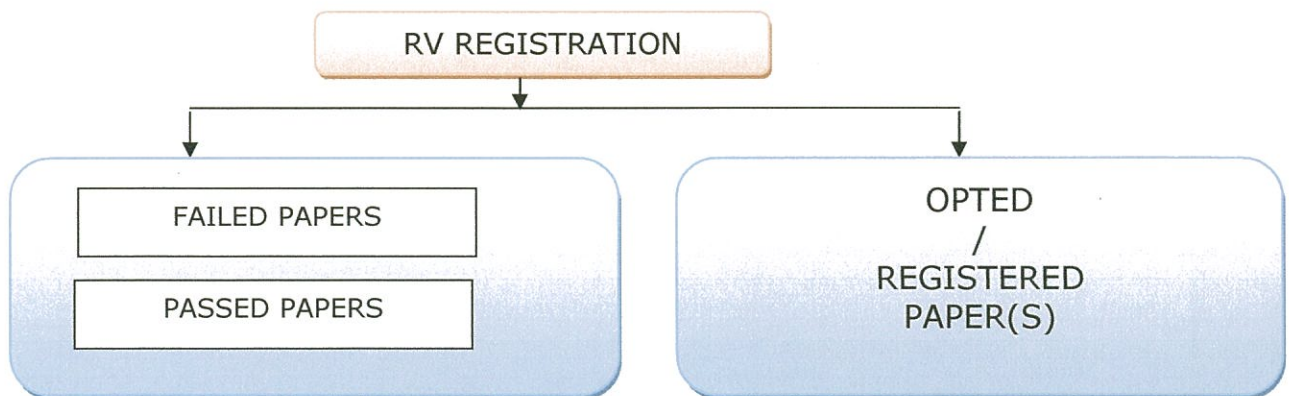 RV REGISTRATION
FAILED PAPERS
PASSED PAPERS
OPTED
/
REGISTERED
PAPER(S)